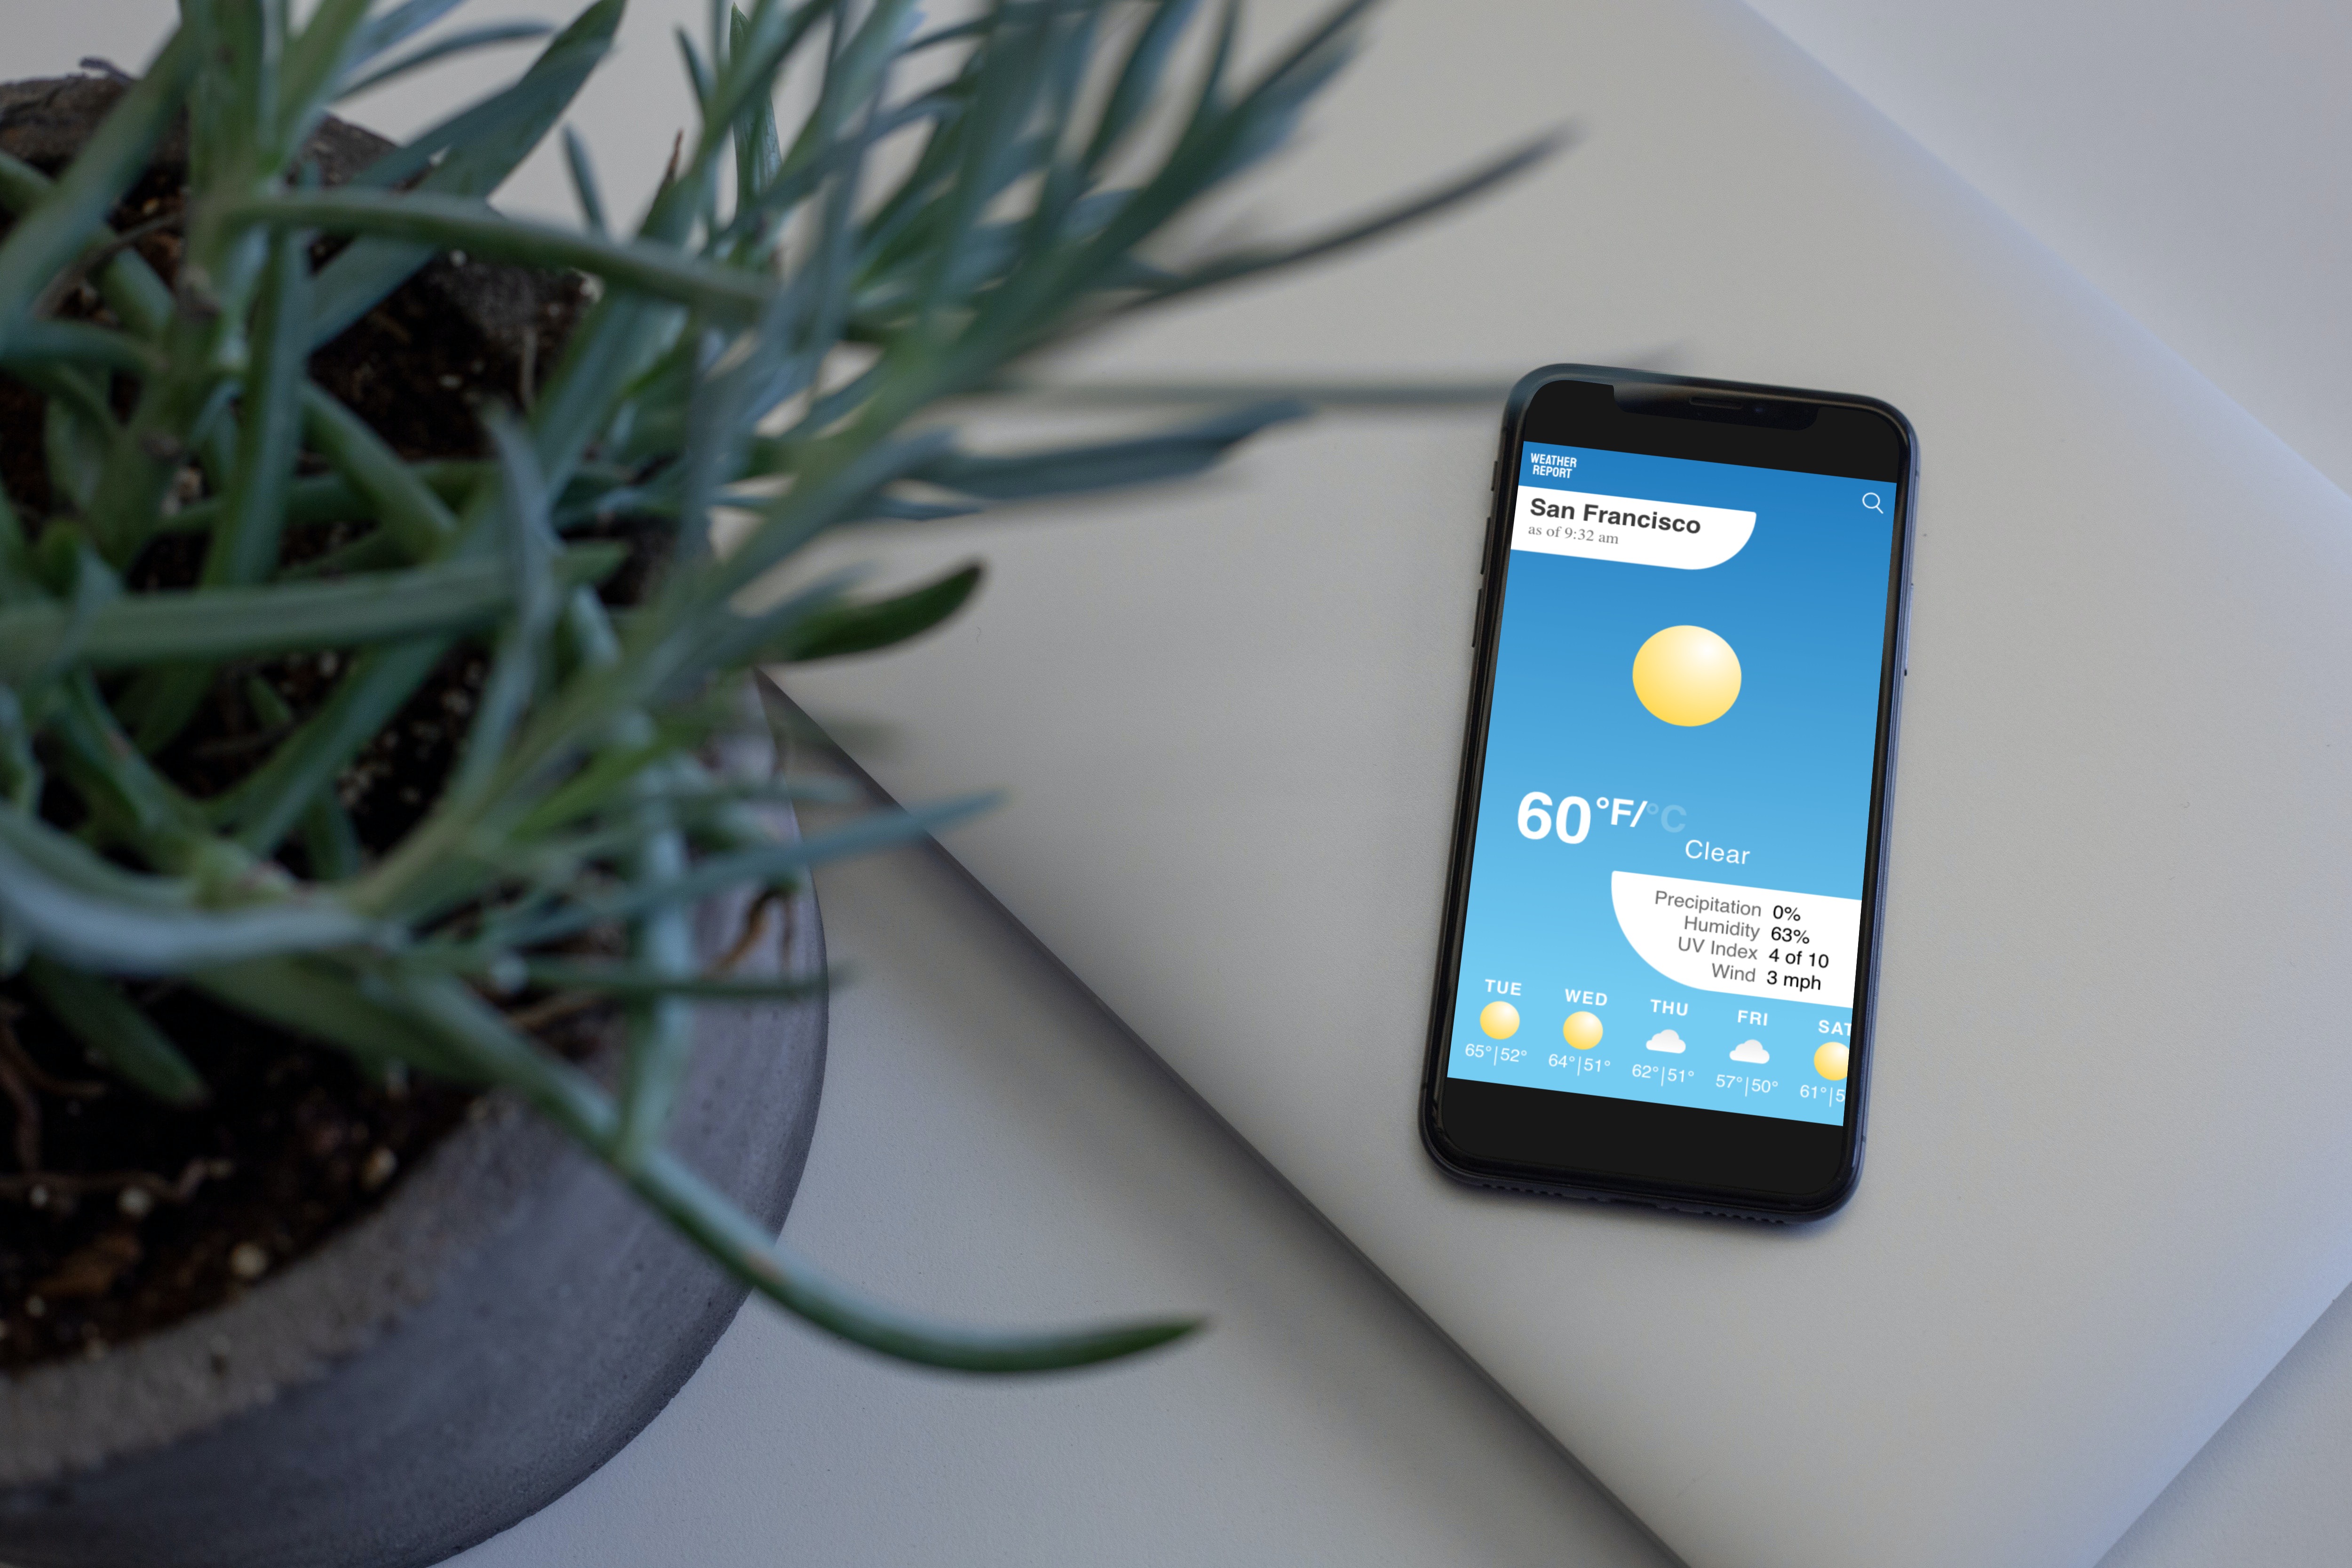 WEATHER
REPORT
San Francisco
as of 9:32 am
60°F/°C
Clear
Precipitation 0%
Humidity 63%
UV Index 4 of 10
Wind 3 mph
TUE WED THU FRI SAT
65°|52° 64°|51° 62°|51° 57°|50° 61°|5